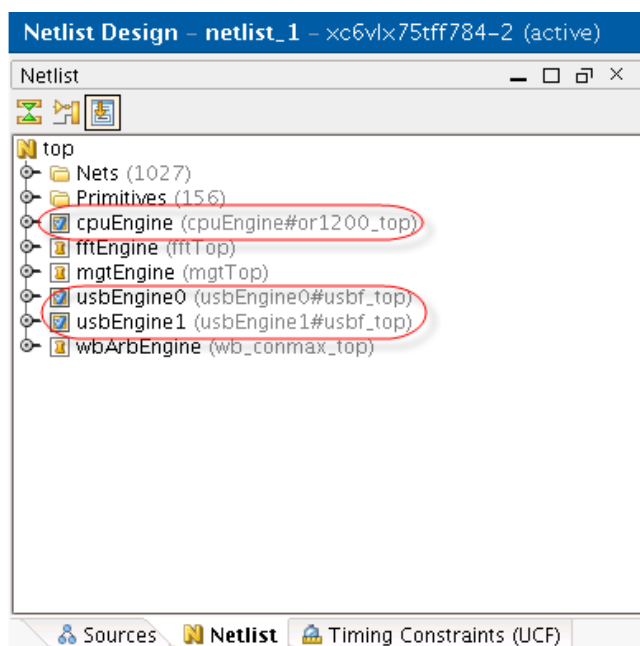 Netlist Design - netlist_1 - xc6vlx75tff784-2 (active)
Netlist
top
Nets (1027)
Primitives (156)
cpuEngine (cpuEngine#or1200_top)
fftEngine (fftTop)
mgtEngine (mgtTop)
usbEngine0 (usbEngine0#usbf_top)
usbEngine1 (usbEngine1#usbf_top)
wbArbEngine (wb_conmax_top)
Sources Netlist Timing Constraints (UCF)